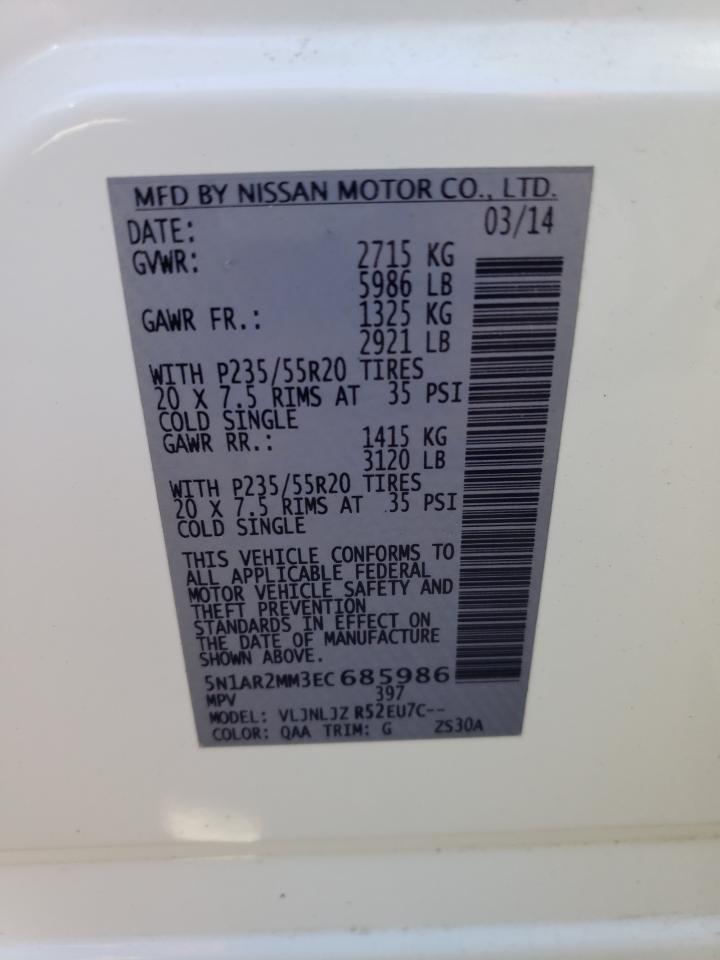 MFD BY NISSAN MOTOR CO., LTD.
DATE: 03/14
GVWR: 2715 KG
5986 LB
GAWR FR.: 1325 KG
2921 LB
WITH P235/55R20 TIRES
20 X 7.5 RIMS AT 35 PSI
COLD SINGLE
GAWR RR.: 1415 KG
3120 LB
WITH P235/55R20 TIRES
20 X 7.5 RIMS AT 35 PSI
COLD SINGLE
THIS VEHICLE CONFORMS TO
ALL APPLICABLE FEDERAL
MOTOR VEHICLE SAFETY AND
THEFT PREVENTION
STANDARDS IN EFFECT ON
THE DATE OF MANUFACTURE
SHOWN ABOVE.
5N1AR2MM3EC685986
MPV 397
MODEL: VLJNLJZ R52EU7C--
COLOR: QAA TRIM: G ZS30A